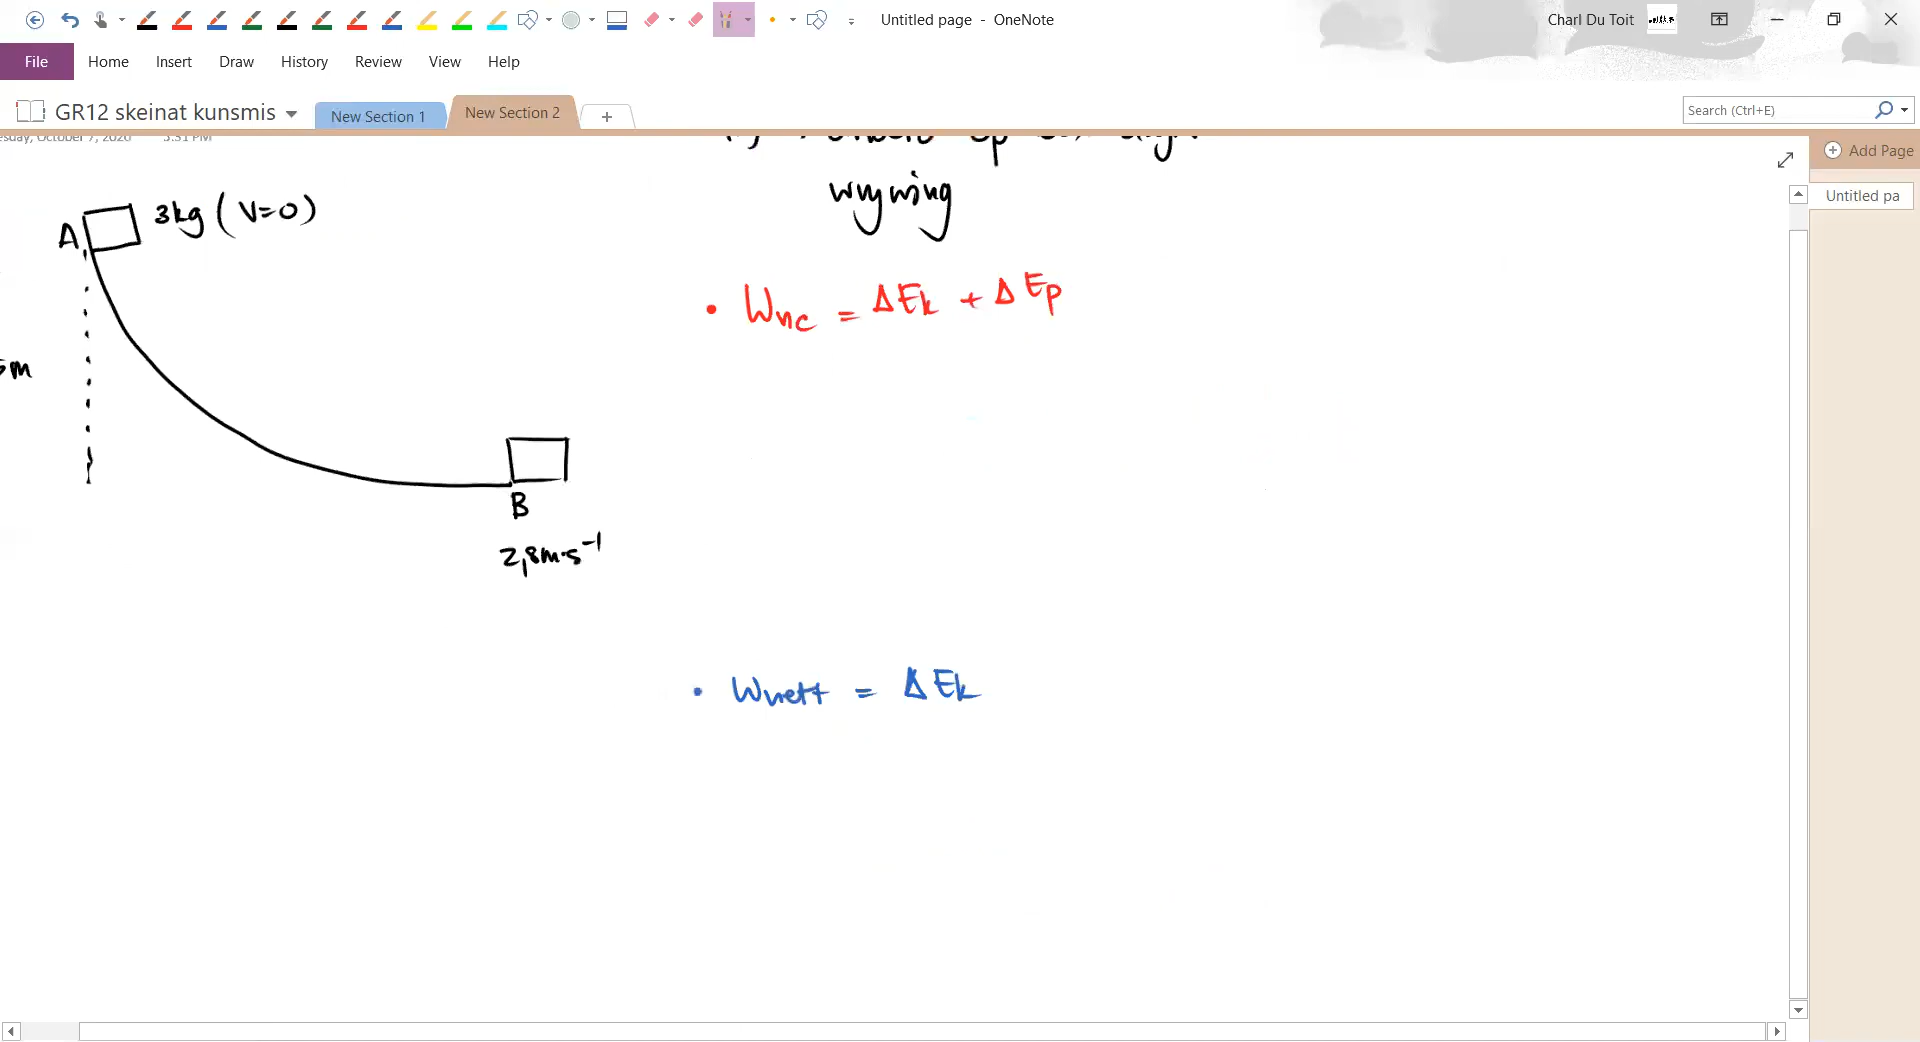 Untitled page - OneNote
Charl Du Toit
File Home Insert Draw History Review View Help
GR12 skeinat kunsmis
New Section 1
New Section 2
Search (Ctrl+E)
Add Page
Untitled pa
wrywing
A
3kg (V=0)
• Wnc = ΔEk + ΔEp
m
B
2,8m·s⁻¹
• Wnett = ΔEk